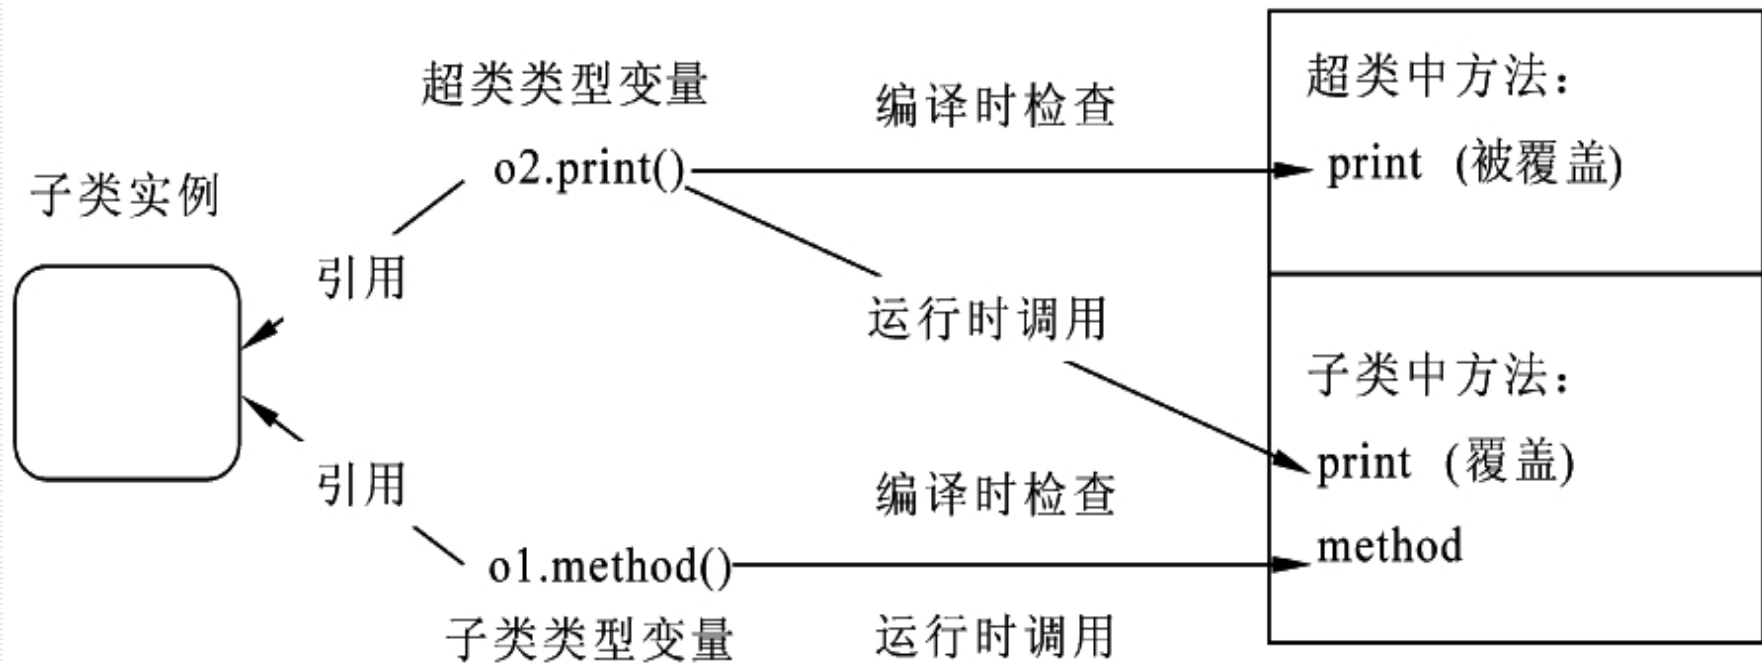 超类类型变量
编译时检查
超类中方法：
o2.print()
print (被覆盖)
子类实例
引用
运行时调用
子类中方法：
print (覆盖)
引用
编译时检查
method
o1.method()
子类类型变量
运行时调用